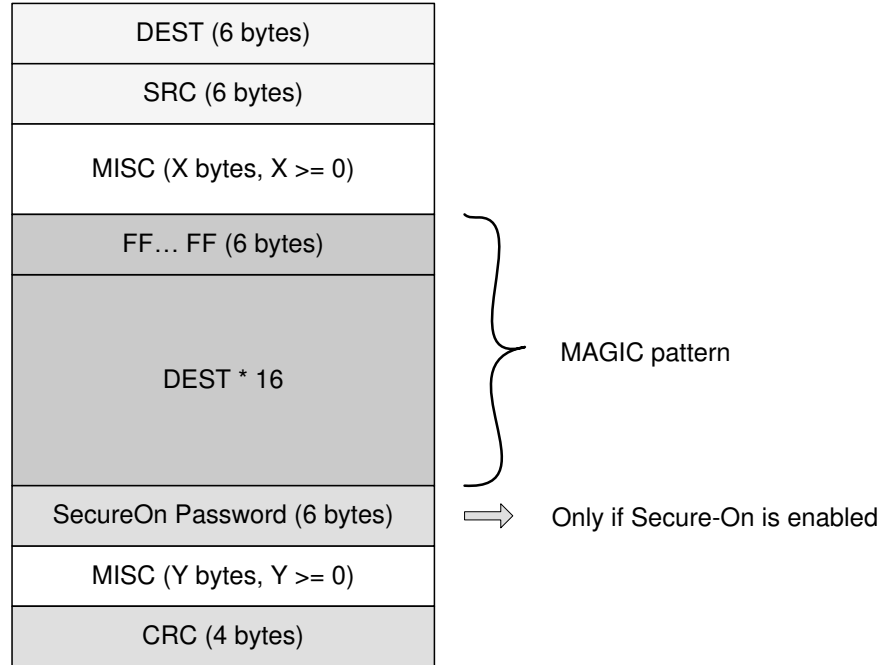 DEST (6 bytes)
SRC (6 bytes)
MISC (X bytes, X >= 0)
FF... FF (6 bytes)
DEST * 16
MAGIC pattern
SecureOn Password (6 bytes)
Only if Secure-On is enabled
MISC (Y bytes, Y >= 0)
CRC (4 bytes)